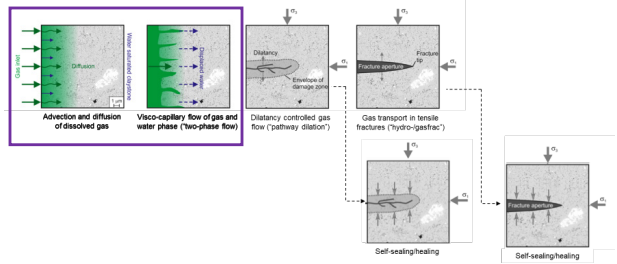 Gas inlet
Diffusion
Water saturated claystone
1 µm
Advection and diffusion
of dissolved gas
Displaced water
Visco-capillary flow of gas and
water phase ("two-phase flow)
σ₃
Dilatancy
σ₁
Envelope of
damage zone
Dilatancy controlled gas
flow ("pathway dilation")
σ₃
Fracture
tip
Fracture aperture
σ₁
Gas transport in tensile
fractures ("hydro-/gasfrac")
σ₃
σ₁
Self-sealing/healing
σ₃
Fracture aperture
σ₁
Self-sealing/healing